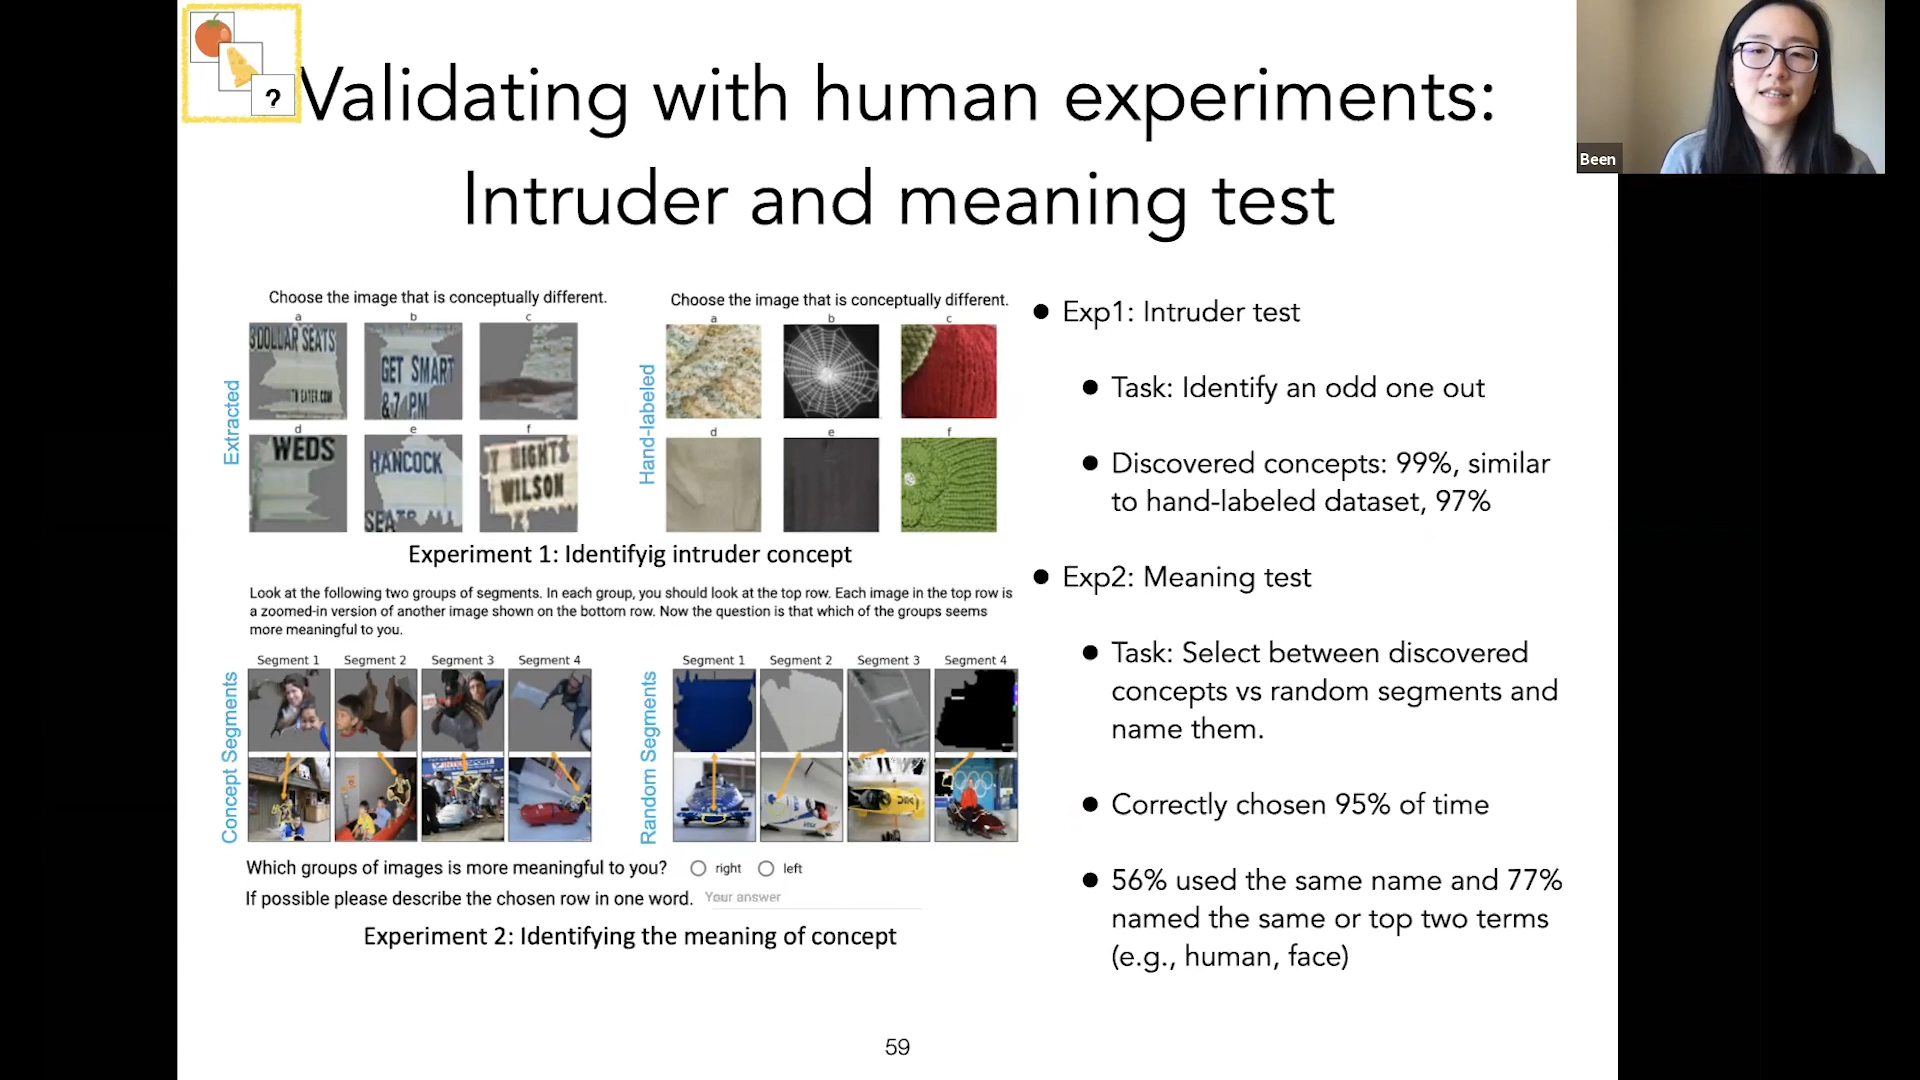 ?
Validating with human experiments:
Intruder and meaning test
Been
Choose the image that is conceptually different.
a b c
3DOLLAR SEATS
GET SMART
& 7 PM
d e f
WEDS
HANCOCK
WILSON
Extracted
Choose the image that is conceptually different.
a b c
d e f
Hand-labeled
Experiment 1: Identifyig intruder concept
Look at the following two groups of segments. In each group, you should look at the top row. Each image in the top row is
a zoomed-in version of another image shown on the bottom row. Now the question is that which of the groups seems
more meaningful to you.
Segment 1 Segment 2 Segment 3 Segment 4
Concept Segments
Segment 1 Segment 2 Segment 3 Segment 4
Random Segments
Which groups of images is more meaningful to you? right left
If possible please describe the chosen row in one word. Your answer
Experiment 2: Identifying the meaning of concept
● Exp1: Intruder test
● Task: Identify an odd one out
● Discovered concepts: 99%, similar
to hand-labeled dataset, 97%
● Exp2: Meaning test
● Task: Select between discovered
concepts vs random segments and
name them.
● Correctly chosen 95% of time
● 56% used the same name and 77%
named the same or top two terms
(e.g., human, face)
59